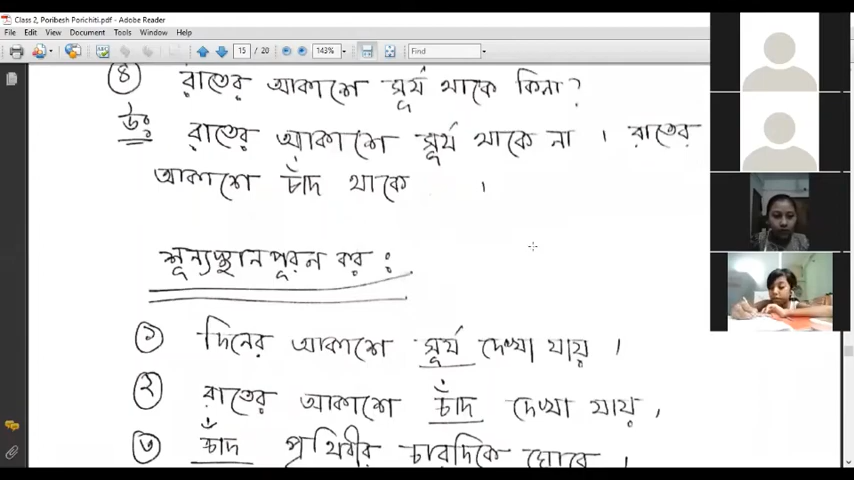 Class 2, Poribesh Porichiti.pdf - Adobe Reader
File Edit View Document Tools Window Help
15 / 20 143% Find
৪ রাতের আকাশে সূর্য থাকে কিনা?
উঃ রাতের আকাশে সূর্য থাকে না । রাতের
আকাশে চাঁদ থাকে ।
শূন্যস্থান পূরন কর :
১ দিনের আকাশে সূর্য দেখা যায় ।
২ রাতের আকাশে চাঁদ দেখা যায় ।
৩ চাঁদ পৃথিবীর চারদিকে ঘোরে ।